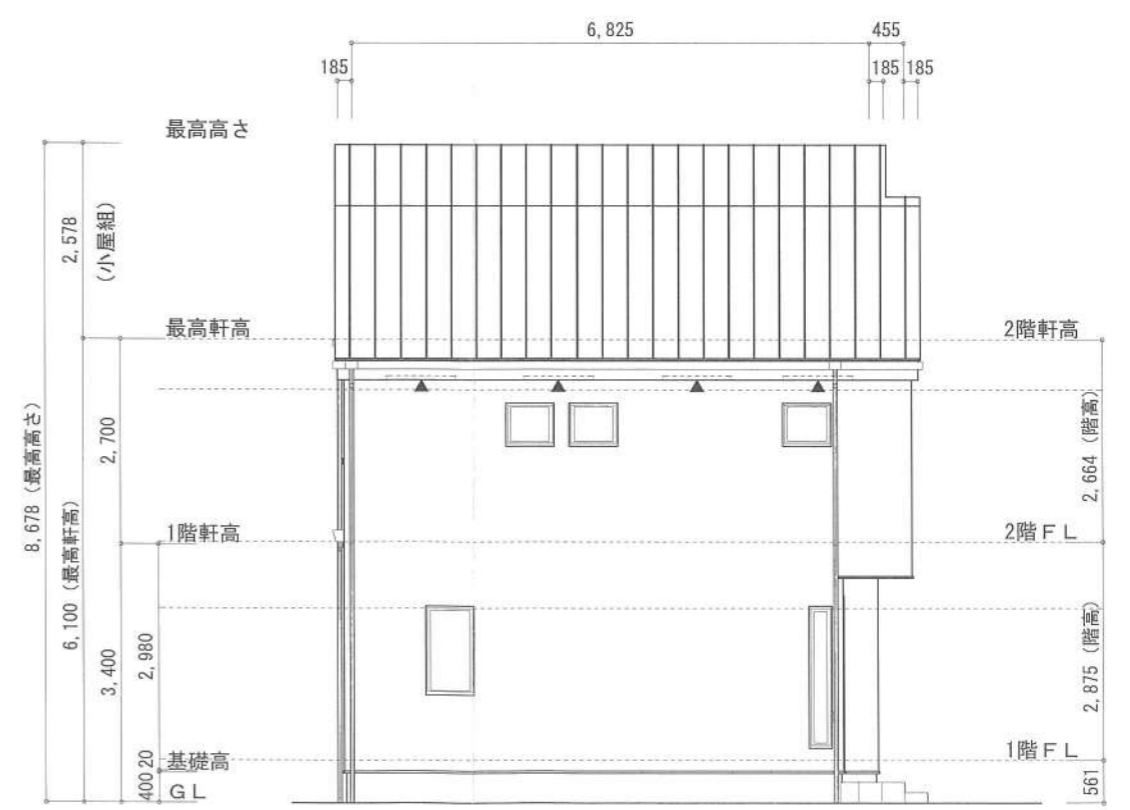 6,825
455
185
185
185
最高高さ
2,578
(小屋組)
最高軒高
2階軒高
8,678 (最高高さ)
6,100 (最高軒高)
2,700
2,664 (階高)
1階軒高
2階FL
3,400
2,980
2,875 (階高)
400
20
基礎高
1階FL
GL
561